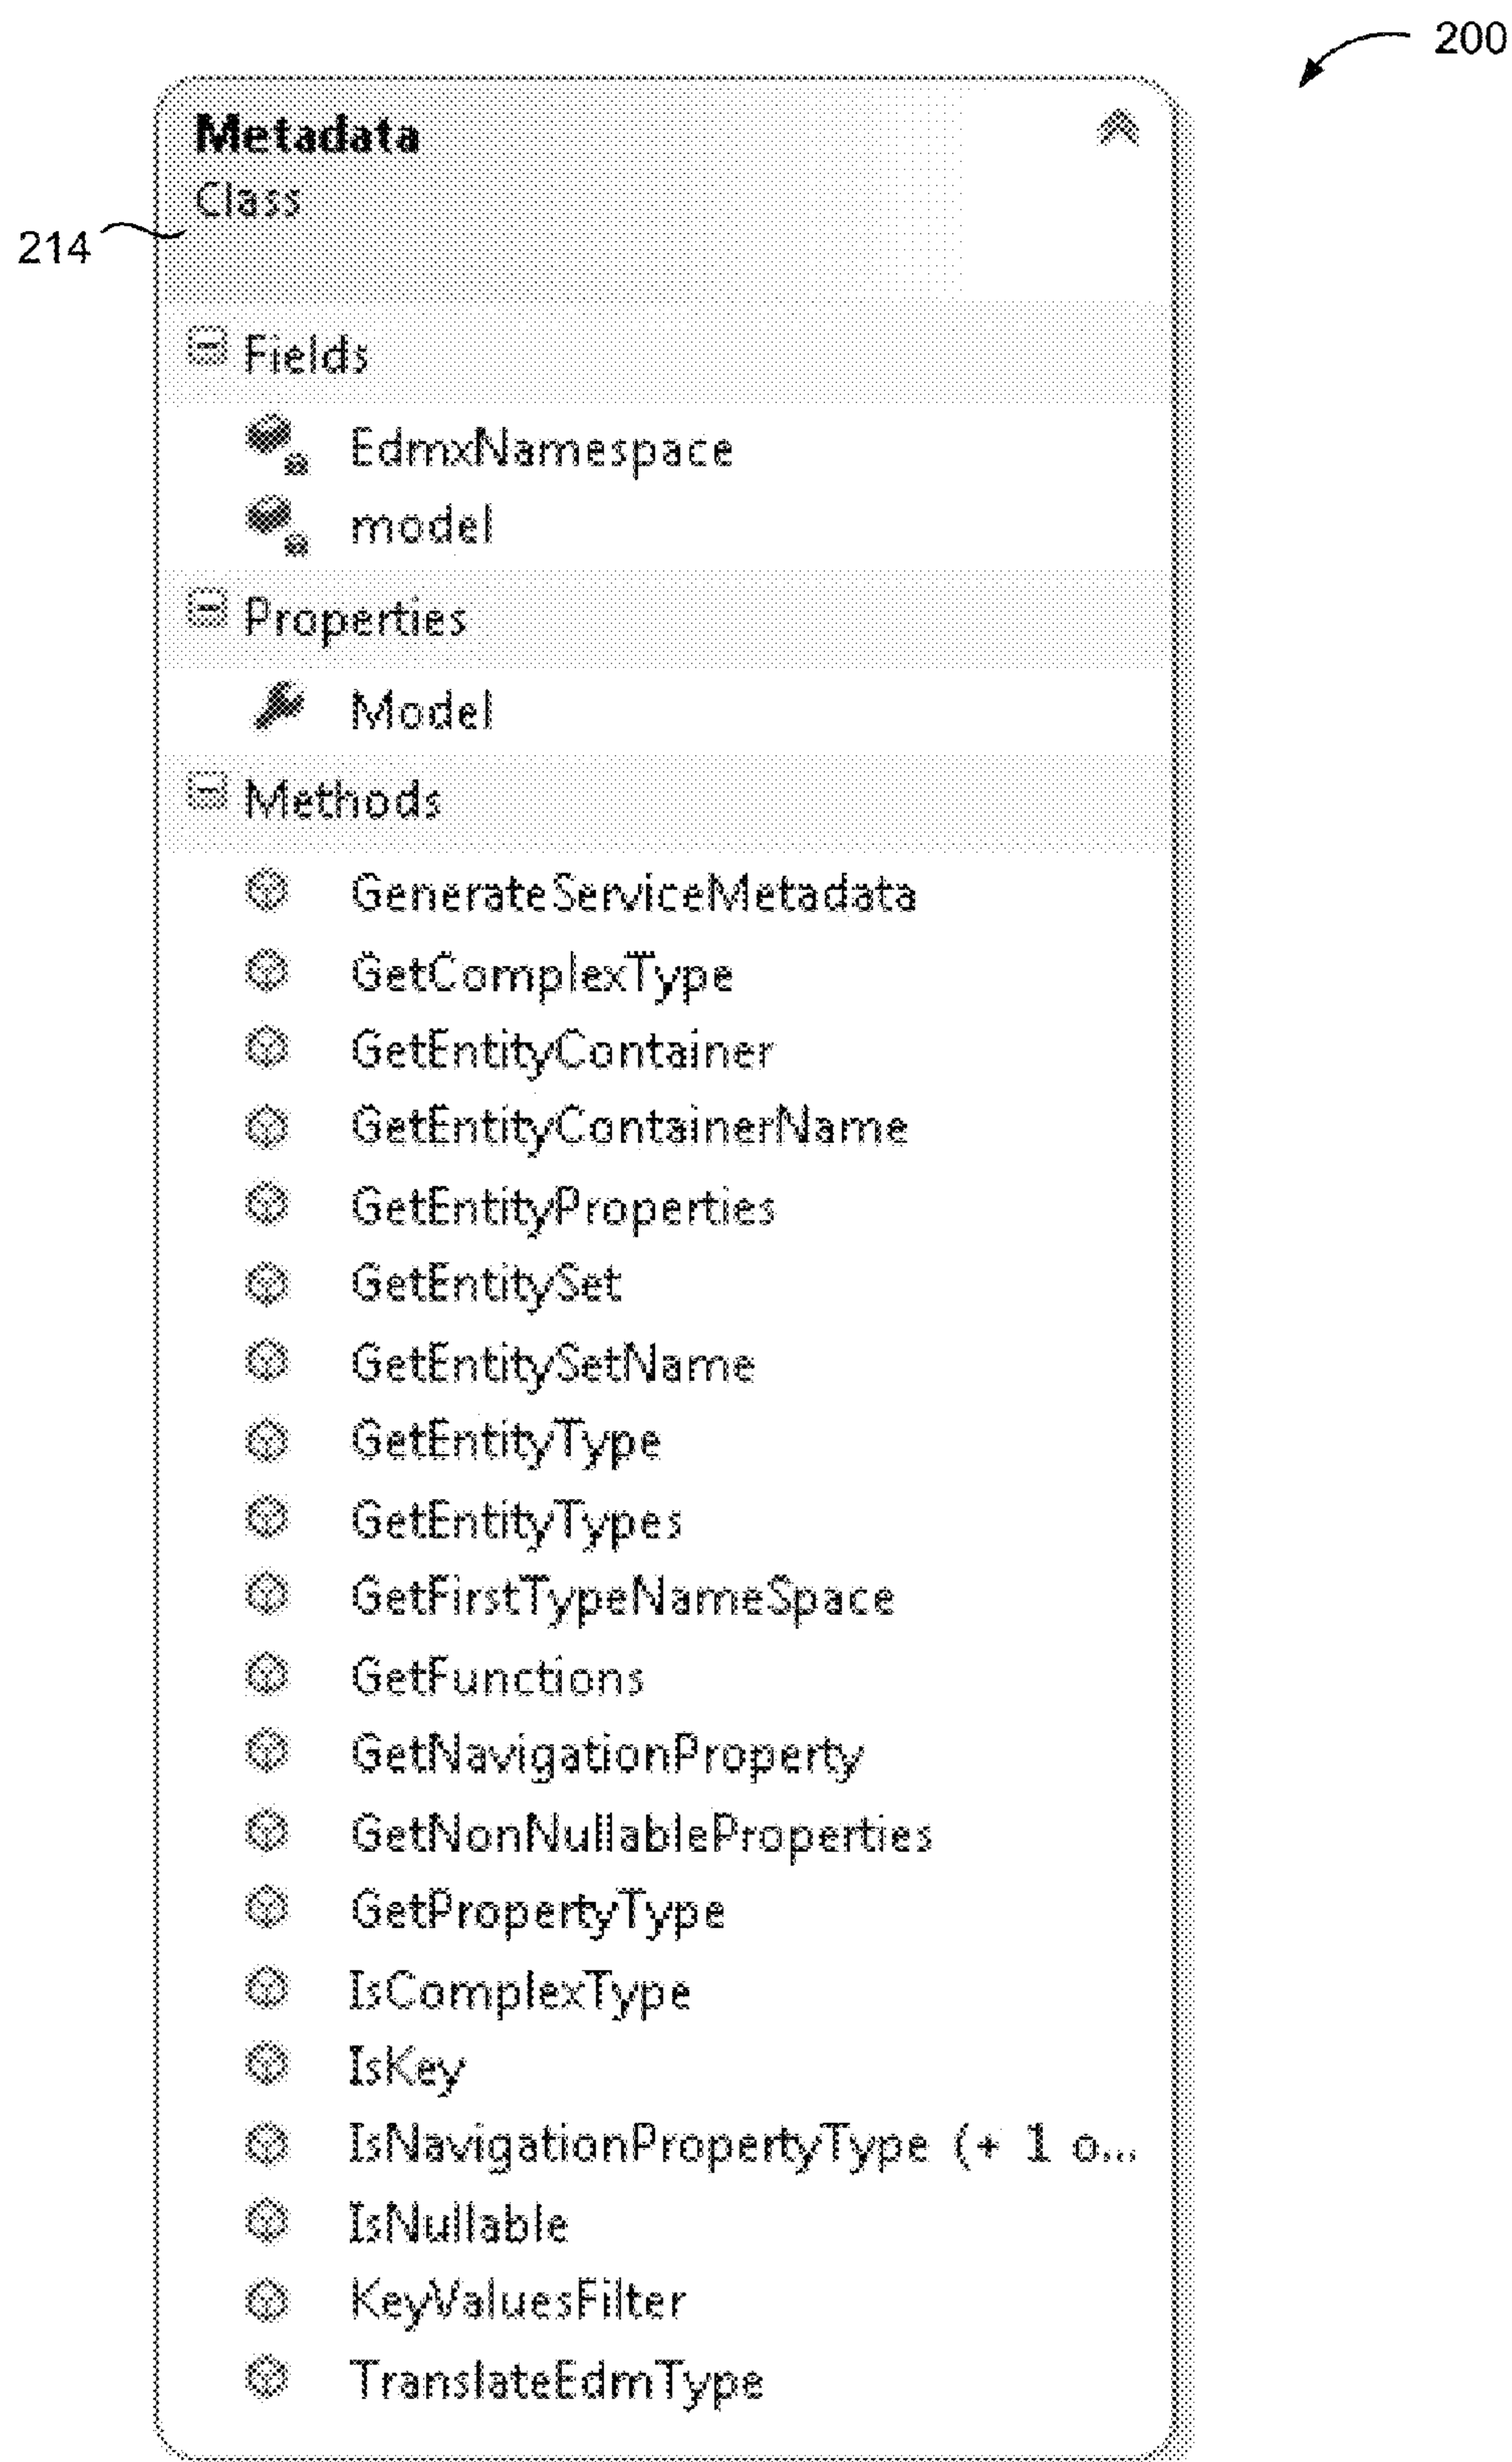 200
Metadata
Class
214
Fields
EdmxNamespace
model
Properties
Model
Methods
GenerateServiceMetadata
GetComplexType
GetEntityContainer
GetEntityContainerName
GetEntityProperties
GetEntitySet
GetEntitySetName
GetEntityType
GetEntityTypes
GetFirstTypeNameSpace
GetFunctions
GetNavigationProperty
GetNonNullableProperties
GetPropertyType
IsComplexType
IsKey
IsNavigationPropertyType (+ 1 o...
IsNullable
KeyValuesFilter
TranslateEdmType